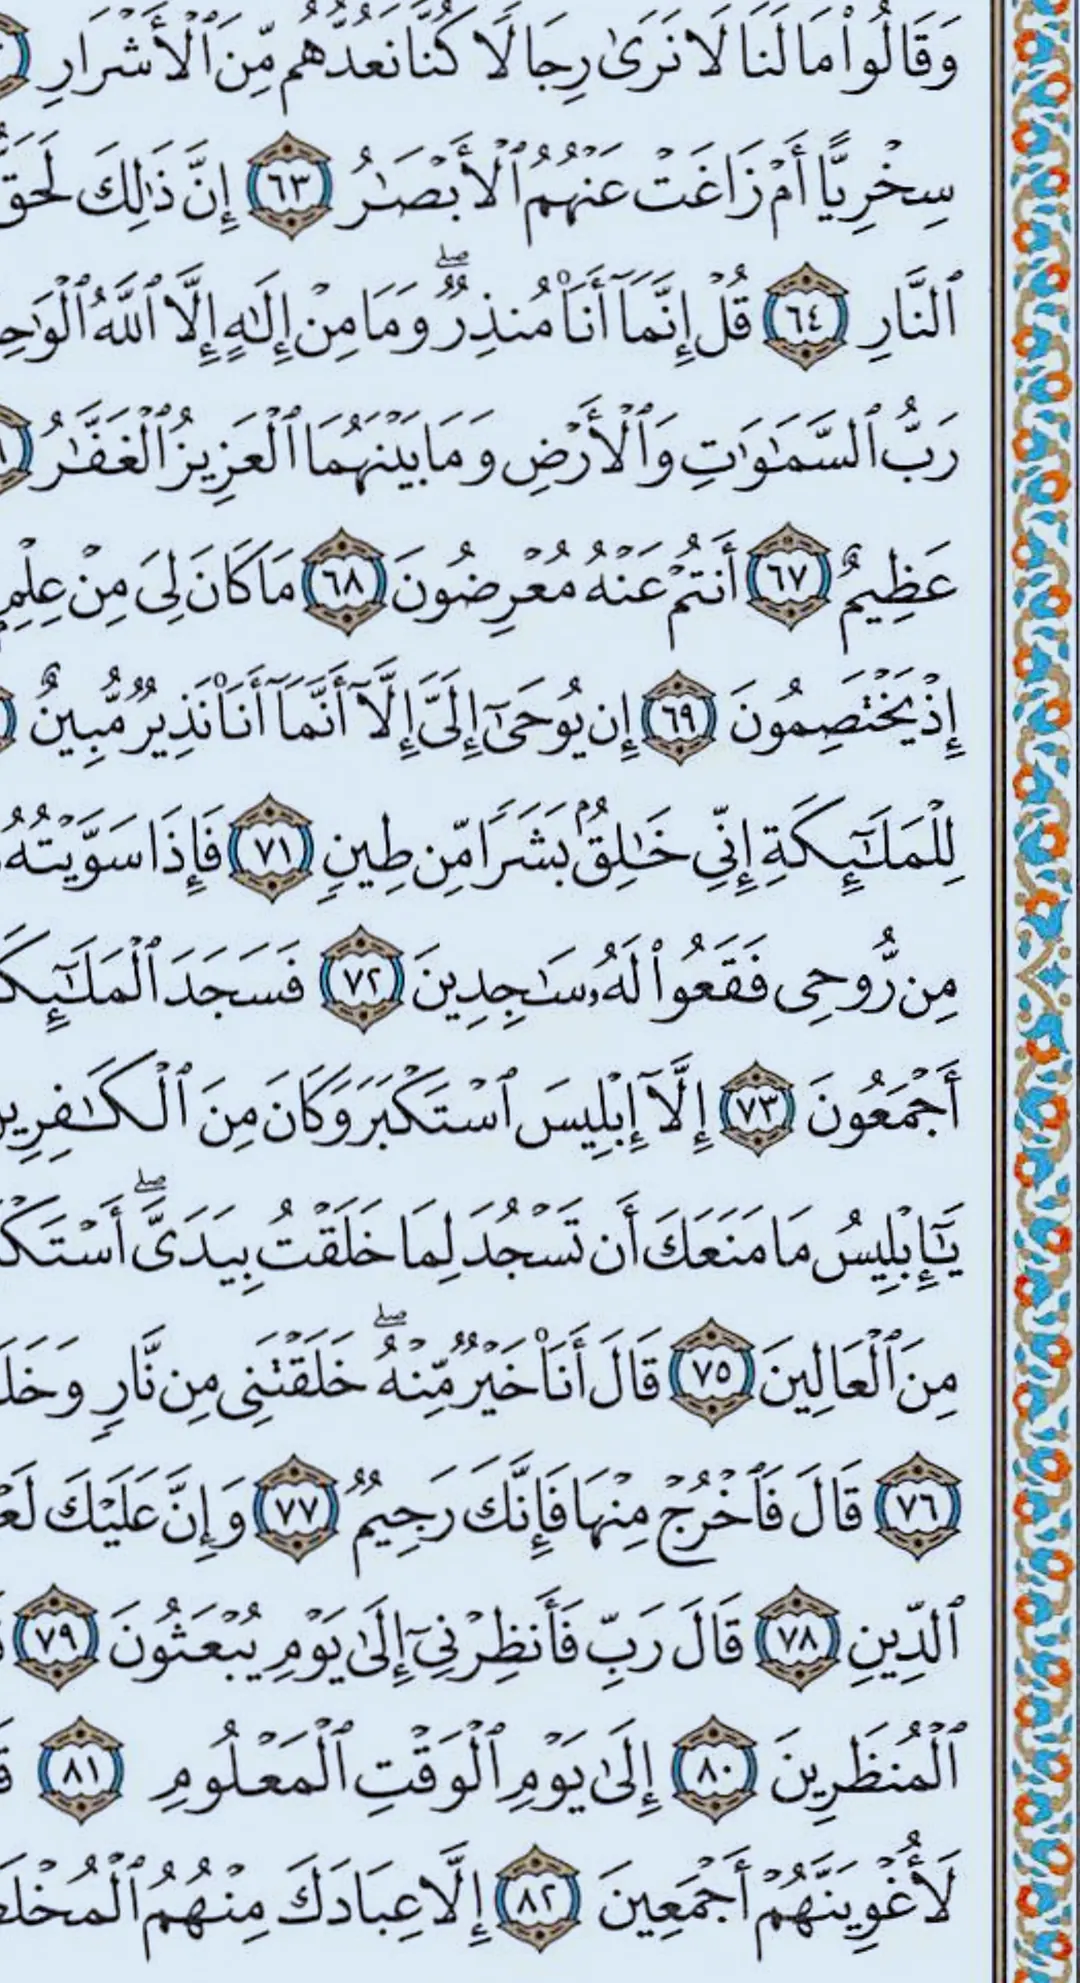 وَقَالُوا۟ مَا لَنَا لَا نَرَىٰ رِجَالًا كُنَّا نَعُدُّهُم مِّنَ ٱلْأَشْرَارِ
سِخْرِيًّا أَمْ زَاغَتْ عَنْهُمُ ٱلْأَبْصَـٰرُ ٦٣ إِنَّ ذَٰلِكَ لَحَقٌّ
ٱلنَّارِ ٦٤ قُلْ إِنَّمَآ أَنَا۠ مُنذِرٌ ۖ وَمَا مِنْ إِلَـٰهٍ إِلَّا ٱللَّهُ
رَبُّ ٱلسَّمَـٰوَٰتِ وَٱلْأَرْضِ وَمَا بَيْنَهُمَا ٱلْعَزِيزُ ٱلْغَفَّـٰرُ
عَظِيمٌ ٦٧ أَنتُمْ عَنْهُ مُعْرِضُونَ ٦٨ مَا كَانَ لِىَ مِنْ عِلْمٍ
إِذْ يَخْتَصِمُونَ ٦٩ إِن يُوحَىٰٓ إِلَىَّ إِلَّآ أَنَّمَآ أَنَا۠ نَذِيرٌ مُّبِينٌ
لِلْمَلَـٰٓئِكَةِ إِنِّى خَـٰلِقٌۢ بَشَرًا مِّن طِينٍ ٧١ فَإِذَا سَوَّيْتُهُۥ
مِن رُّوحِى فَقَعُوا۟ لَهُۥ سَـٰجِدِينَ ٧٢ فَسَجَدَ
أَجْمَعُونَ ٧٣ إِلَّآ إِبْلِيسَ ٱسْتَكْبَرَ وَكَانَ مِنَ ٱلْكَـٰفِرِينَ
يَـٰٓإِبْلِيسُ مَا مَنَعَكَ أَن تَسْجُدَ لِمَا خَلَقْتُ بِيَدَىَّ ۖ
مِنَ ٱلْعَالِينَ ٧٥ قَالَ أَنَا۠ خَيْرٌ مِّنْهُ ۖ خَلَقْتَنِى مِن نَّارٍ
٧٦ قَالَ فَٱخْرُجْ مِنْهَا فَإِنَّكَ رَجِيمٌ ٧٧ وَإِنَّ عَلَيْكَ
ٱلدِّينِ ٧٨ قَالَ رَبِّ فَأَنظِرْنِىٓ إِلَىٰ يَوْمِ يُبْعَثُونَ ٧٩
ٱلْمُنظَرِينَ ٨٠ إِلَىٰ يَوْمِ ٱلْوَقْتِ ٱلْمَعْلُومِ ٨١
لَأُغْوِيَنَّهُمْ أَجْمَعِينَ ٨٢ إِلَّا عِبَادَكَ مِنْهُمُ